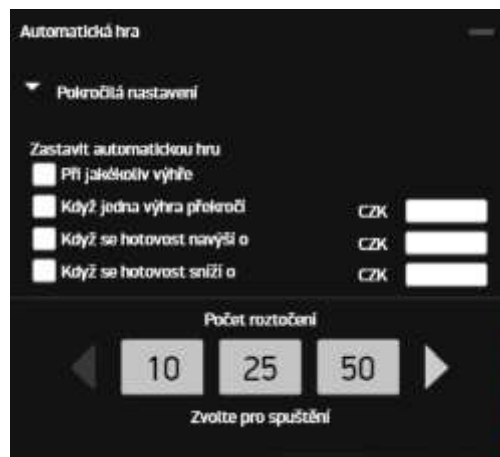 Automatická hra
Pokročilá nastavení
Zastavit automatickou hru
Při jakékoliv výhře
Když jedna výhra překročí CZK
Když se hotovost navýší o CZK
Když se hotovost sníží o CZK
Počet roztočení
10 25 50
Zvolte pro spuštění